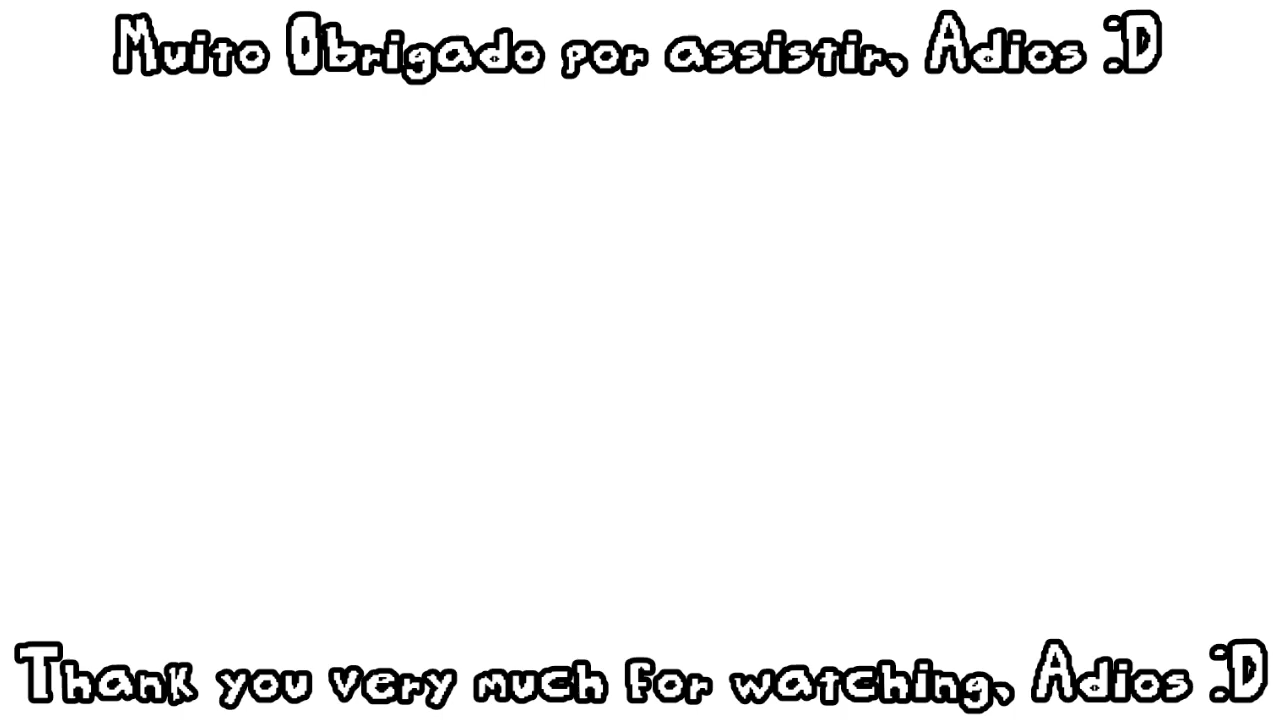 Muito Obrigado por assistir, Adios :D
Thank you very much for watching, Adios :D